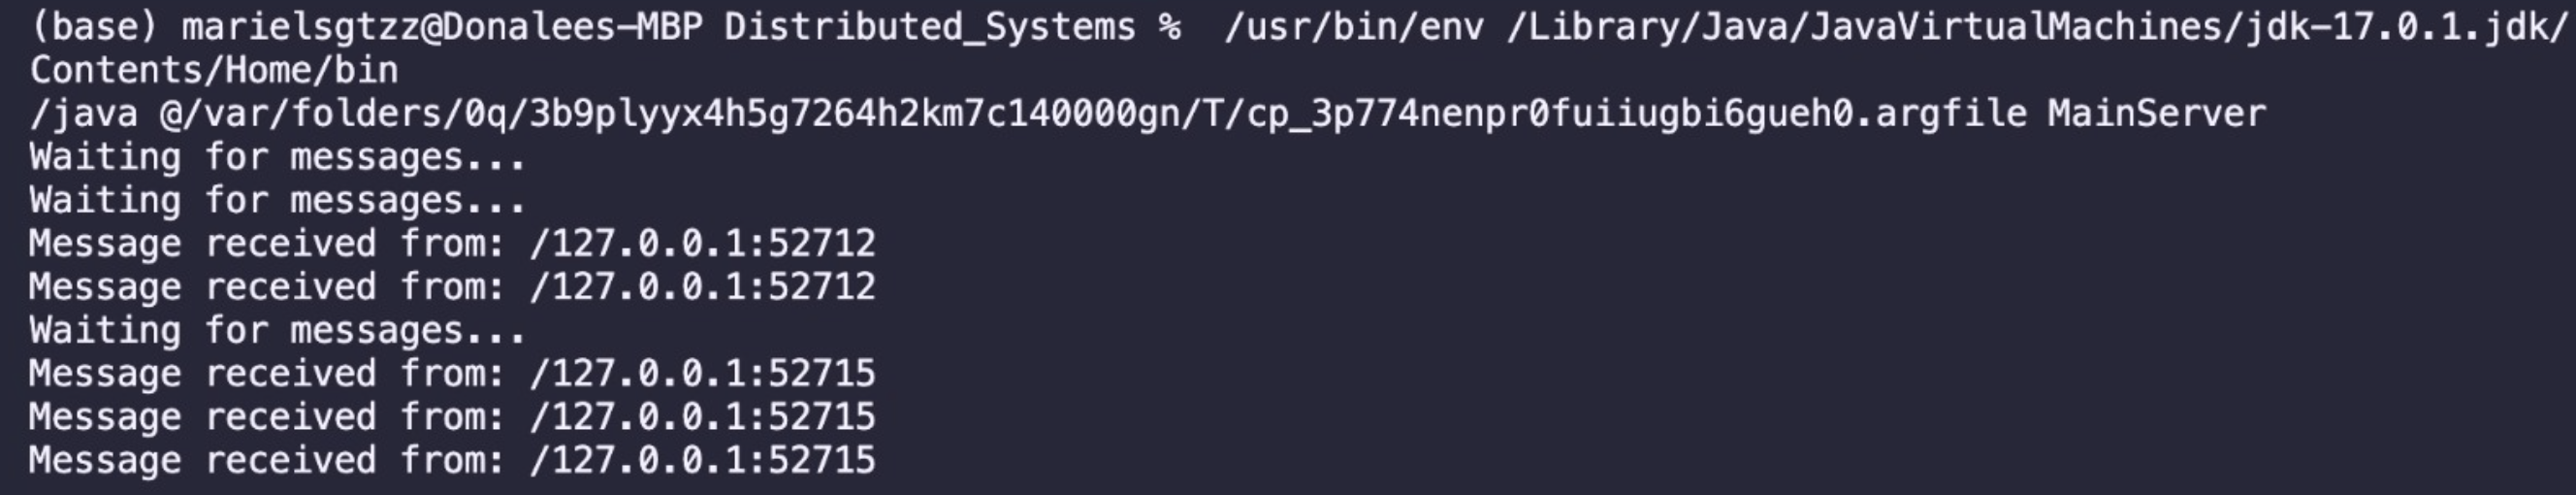 (base) marielsgtzz@Donalees-MBP Distributed_Systems %  /usr/bin/env /Library/Java/JavaVirtualMachines/jdk-17.0.1.jdk/
Contents/Home/bin
/java @/var/folders/0q/3b9plyyx4h5g7264h2km7c140000gn/T/cp_3p774nenpr0fuiiugbi6gueh0.argfile MainServer
Waiting for messages...
Waiting for messages...
Message received from: /127.0.0.1:52712
Message received from: /127.0.0.1:52712
Waiting for messages...
Message received from: /127.0.0.1:52715
Message received from: /127.0.0.1:52715
Message received from: /127.0.0.1:52715